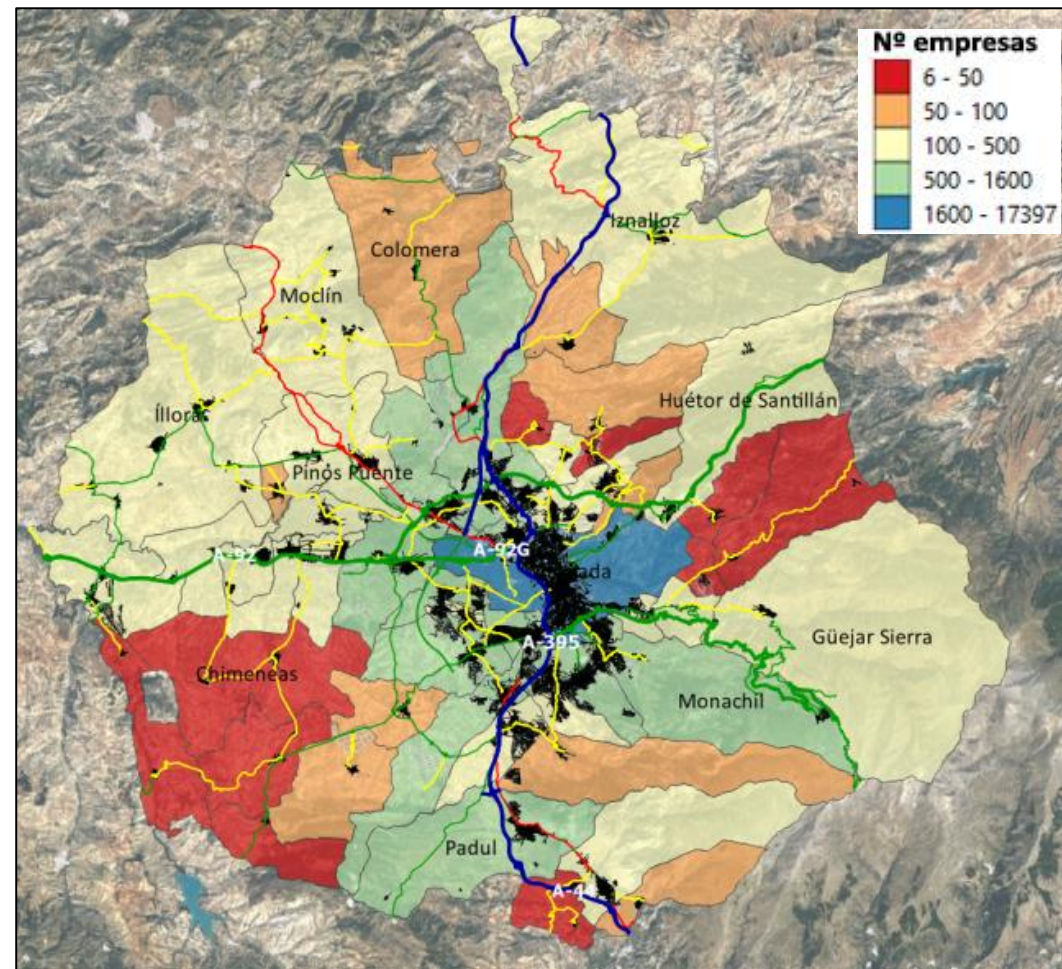 Nº empresas
6 - 50
50 - 100
100 - 500
500 - 1600
1600 - 17397
Iznalloz
Colomera
Moclín
Huétor de Santillán
Íllora
Pinos Puente
A-92
A-92G
A-395
Güejar Sierra
Chimeneas
Monachil
Padul
A-44